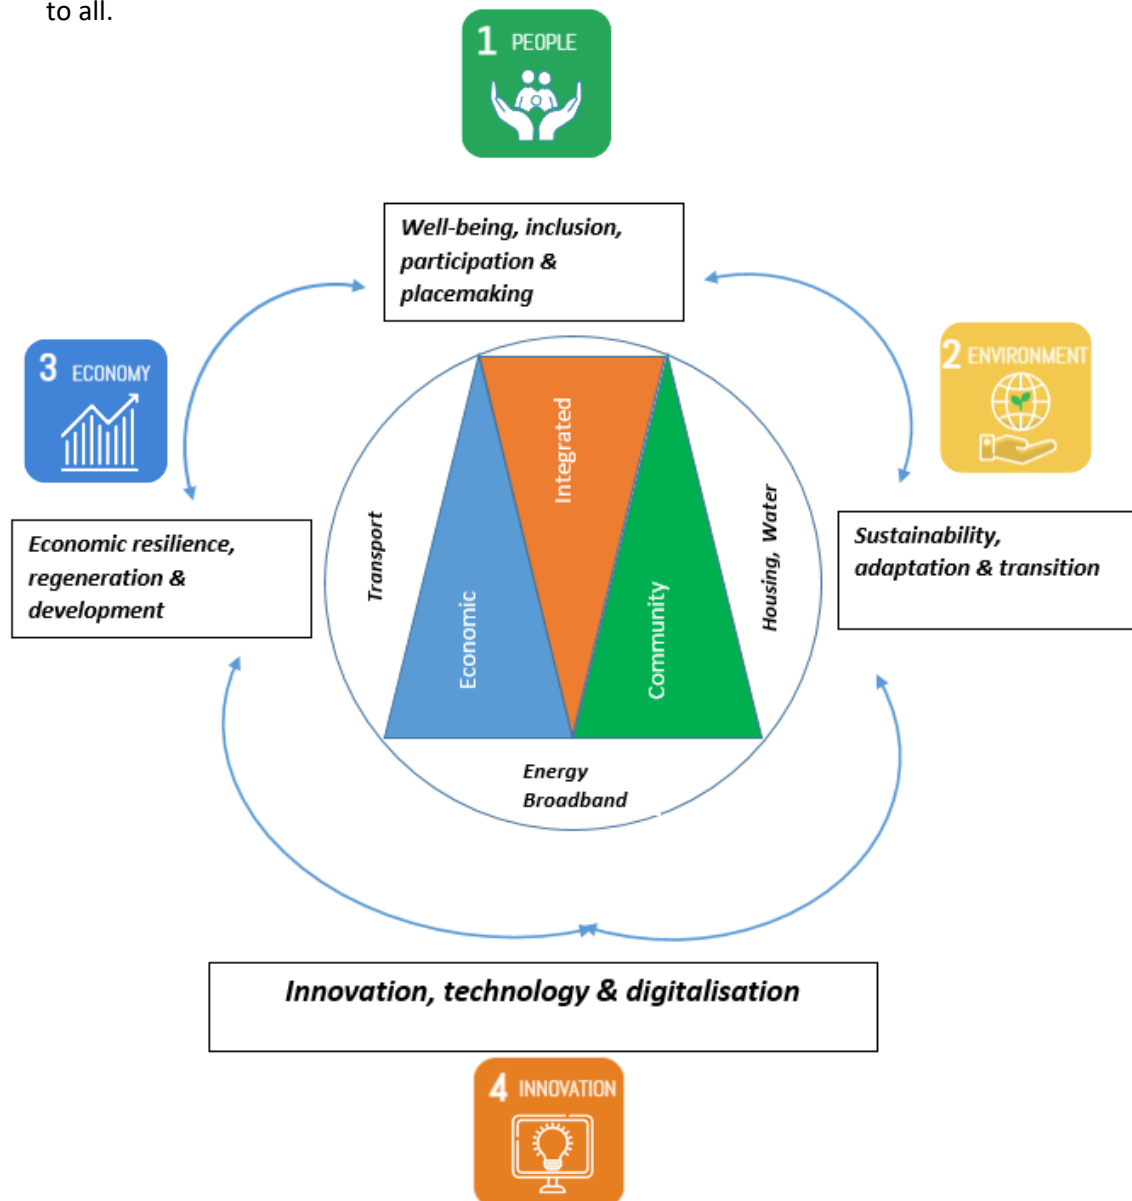 to all.
1 PEOPLE
Well-being, inclusion,
participation &
placemaking
3 ECONOMY
2 ENVIRONMENT
Economic resilience,
regeneration &
development
Sustainability,
adaptation & transition
Transport
Economic
Integrated
Community
Housing, Water
Energy
Broadband
Innovation, technology & digitalisation
4 INNOVATION